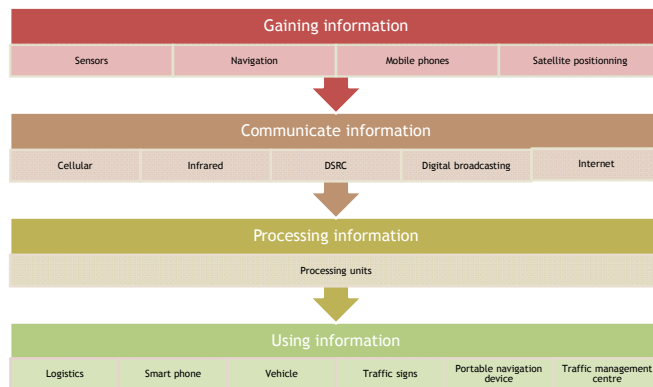 Gaining information
Sensors
Navigation
Mobile phones
Satellite positionning
Communicate information
Cellular
Infrared
DSRC
Digital broadcasting
Internet
Processing information
Processing units
Using information
Logistics
Smart phone
Vehicle
Traffic signs
Portable navigation
device
Traffic management
centre